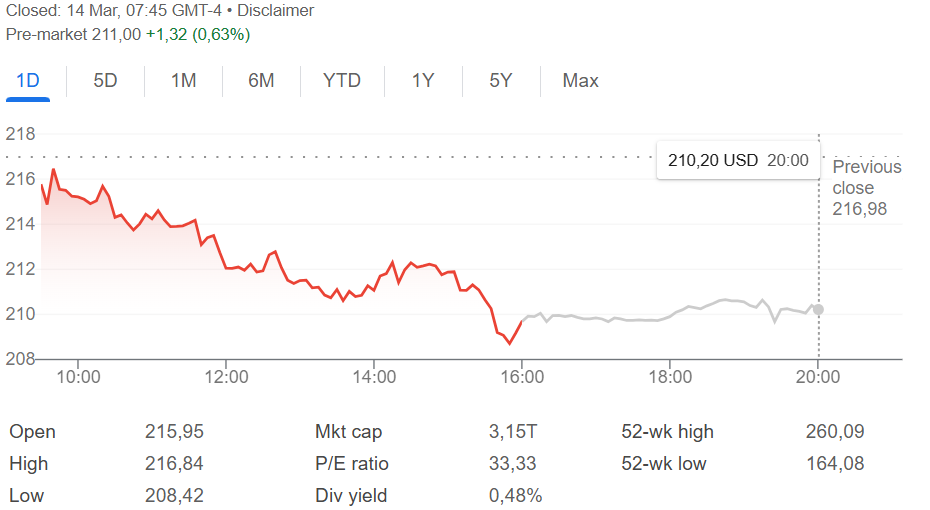 Closed: 14 Mar, 07:45 GMT-4 • Disclaimer
Pre-market 211,00 +1,32 (0,63%)
1D 5D 1M 6M YTD 1Y 5Y Max
218
216
214
212
210
208
210,20 USD 20:00
Previous
close
216,98
10:00 12:00 14:00 16:00 18:00 20:00
Open 215,95 Mkt cap 3,15T 52-wk high 260,09
High 216,84 P/E ratio 33,33 52-wk low 164,08
Low 208,42 Div yield 0,48%